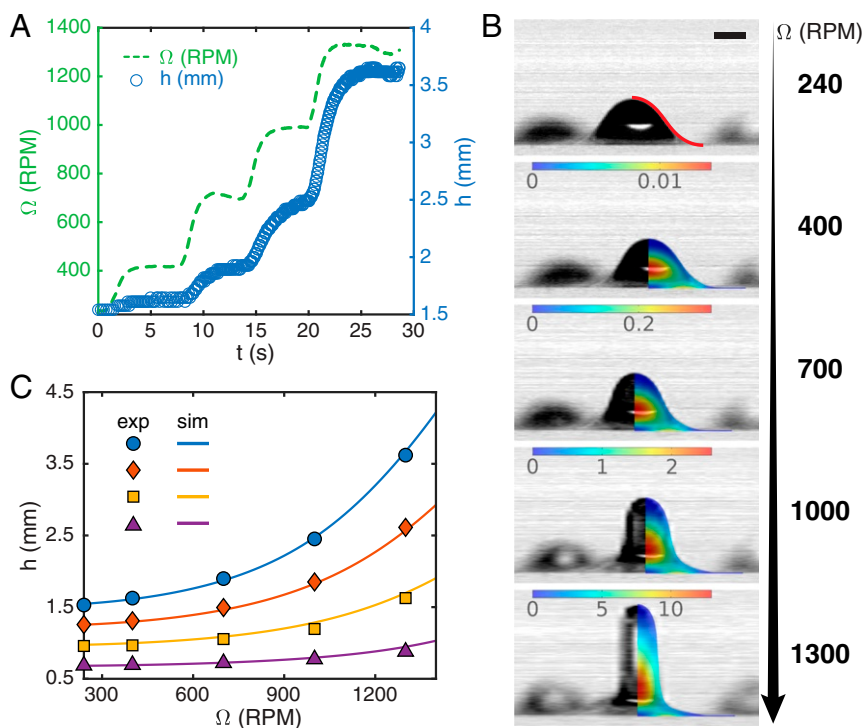 A
1400
1200
1000
800
600
400
Ω (RPM)
Ω (RPM)
h (mm)
4
3.5
3
2.5
2
1.5
h (mm)
0 5 10 15 20 25 30
t (s)
B
Ω (RPM)
240
0 0.01
400
0 0.2
700
0 1 2
1000
0 5 10
1300
C
4.5
3.5
2.5
1.5
0.5
h (mm)
exp sim
300 600 900 1200
Ω (RPM)